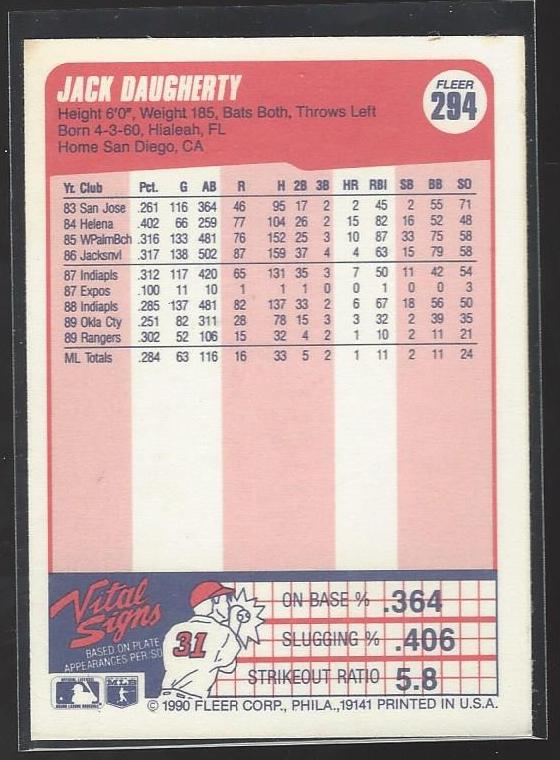 JACK DAUGHERTY
FLEER
294
Height 6'0", Weight 185, Bats Both, Throws Left
Born 4-3-60, Hialeah, FL
Home San Diego, CA
Yr. Club Pct. G AB R H 2B 3B HR RBI SB BB SO
83 San Jose .261 116 364 46 95 17 2 2 45 2 55 71
84 Helena .402 66 259 77 104 26 2 15 82 16 52 48
85 WPalmBch .316 133 481 76 152 25 3 10 87 33 75 58
86 Jacksnvl .317 138 502 87 159 37 4 4 63 15 79 58
87 Indiapls .312 117 420 65 131 35 3 7 50 11 42 54
87 Expos .100 11 10 1 1 1 0 0 1 0 0 3
88 Indiapls .285 137 481 82 137 33 2 6 67 18 56 50
89 Okla Cty .251 82 311 28 78 15 3 3 32 2 39 35
89 Rangers .302 52 106 15 32 4 2 1 10 2 11 21
ML Totals .284 63 116 16 33 5 2 1 11 2 11 24
Vital
Signs
BASED ON PLATE
APPEARANCES PER SO
31
ON BASE % .364
SLUGGING % .406
STRIKEOUT RATIO 5.8
© 1990 FLEER CORP., PHILA., 19141 PRINTED IN U.S.A.